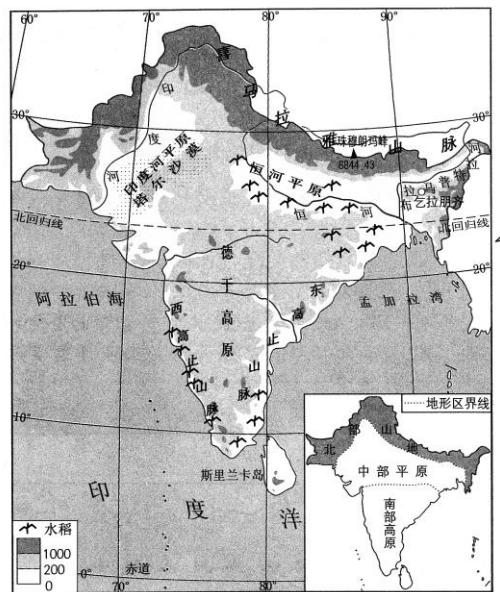 60° 70° 80° 90°
喜马拉雅山脉
珠穆朗玛峰
8844.43
30° 30°
印度河
印度河平原
塔尔沙漠
恒河平原
恒河
布拉马普特拉河
乞拉朋齐
北回归线 北回归线
20° 20°
德干高原
阿拉伯海
孟加拉湾
西高止山脉
东高止山脉
10° 10°
斯里兰卡岛
印度洋
水稻
1000
200
0
0°
70° 赤道 80°
地形区界线
北部山地
中部平原
南部高原